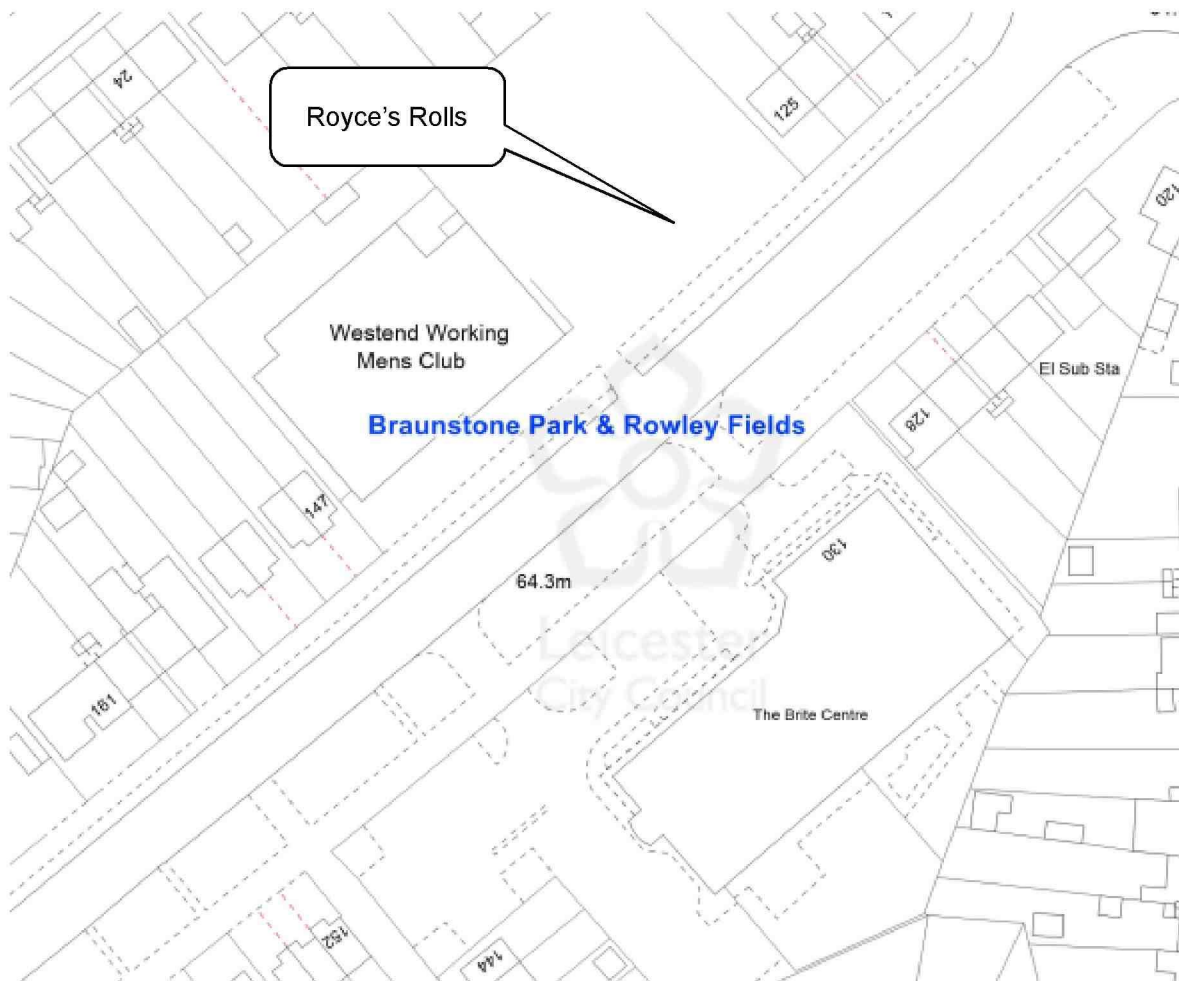 24
Royce's Rolls
125
120
Westend Working
Mens Club
El Sub Sta
Braunstone Park & Rowley Fields
128
147
130
64.3m
Leicester
City Council
161
The Brite Centre
152
144